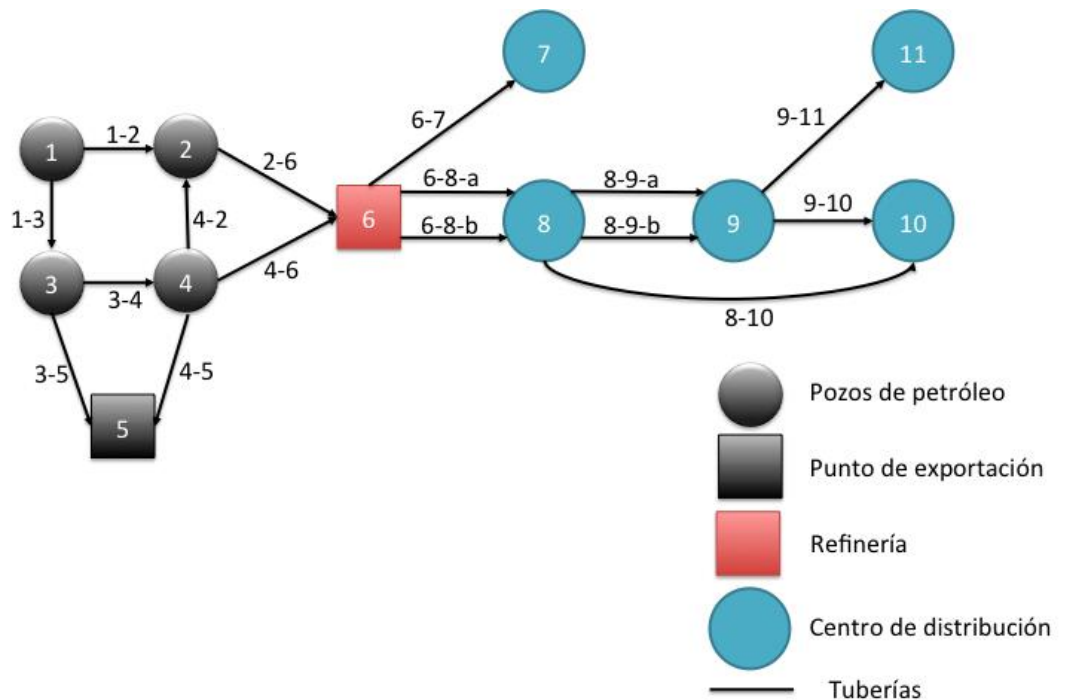 7
11
6-7
9-11
1
1-2
2
2-6
6-8-a
8-9-a
1-3
4-2
6
8
9
9-10
10
6-8-b
8-9-b
3
3-4
4
4-6
8-10
3-5
4-5
5
Pozos de petróleo
Punto de exportación
Refinería
Centro de distribución
Tuberías